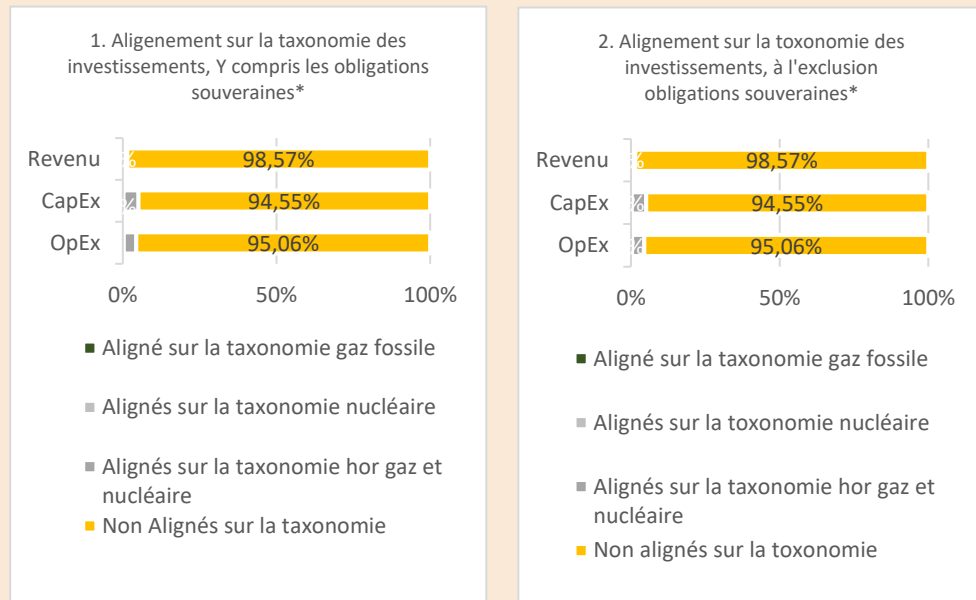 1. Aligenement sur la taxonomie des
investissements, Y compris les obligations
souveraines*
Revenu
%
98,57%
CapEx
%
94,55%
OpEx
95,06%
0%
50%
100%
Aligné sur la taxonomie gaz fossile
Alignés sur la taxonomie nucléaire
Alignés sur la taxonomie hor gaz et
nucléaire
Non Alignés sur la taxonomie
2. Alignement sur la toxonomie des
investissements, à l'exclusion
obligations souveraines*
Revenu
%
98,57%
CapEx
%
94,55%
OpEx
%
95,06%
0%
50%
100%
Aligné sur la taxonomie gaz fossile
Alignés sur la toxonomie nucléaire
Alignés sur la taxonomie hor gaz et
nucléaire
Non alignés sur la toxonomie